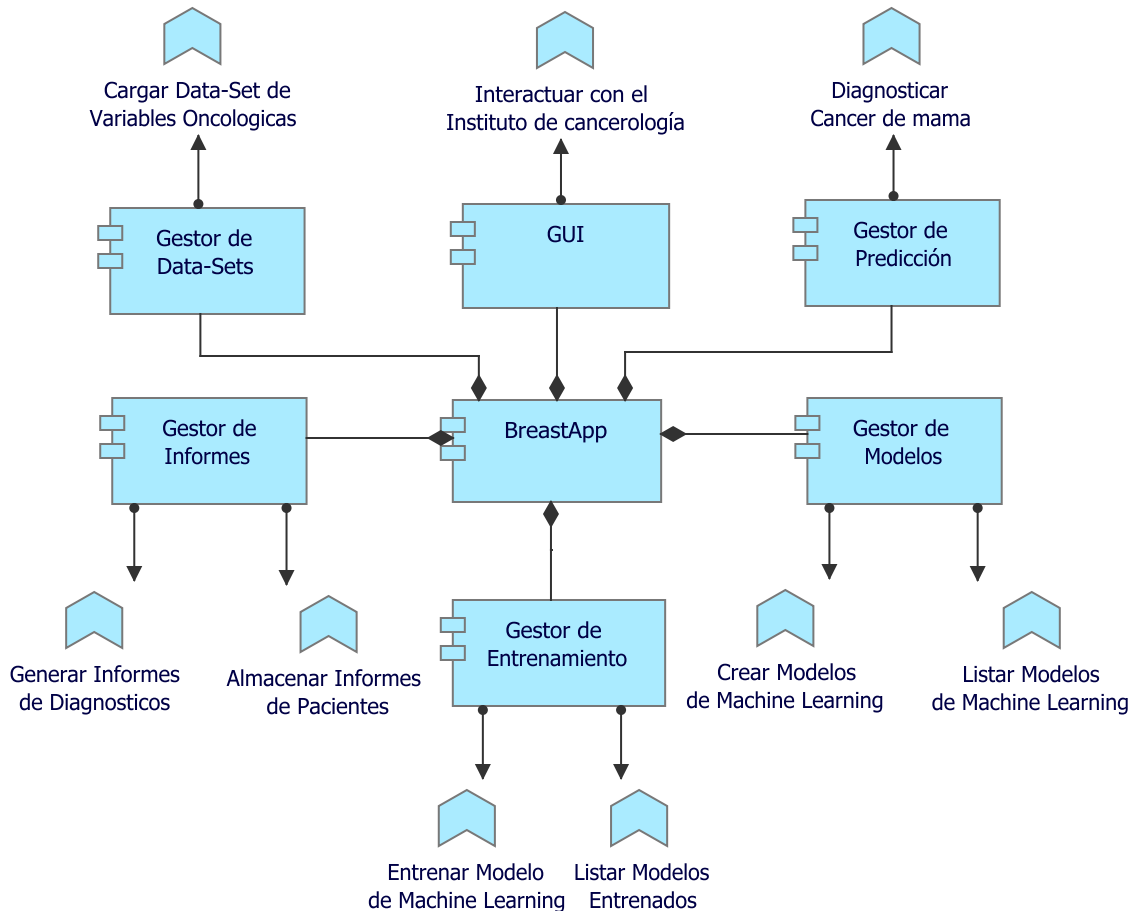 Cargar Data-Set de
Variables Oncologicas
Interactuar con el
Instituto de cancerología
Diagnosticar
Cancer de mama
Gestor de
Data-Sets
GUI
Gestor de
Predicción
Gestor de
Informes
BreastApp
Gestor de
Modelos
Generar Informes
de Diagnosticos
Almacenar Informes
de Pacientes
Gestor de
Entrenamiento
Crear Modelos
de Machine Learning
Listar Modelos
de Machine Learning
Entrenar Modelo
de Machine Learning
Listar Modelos
Entrenados